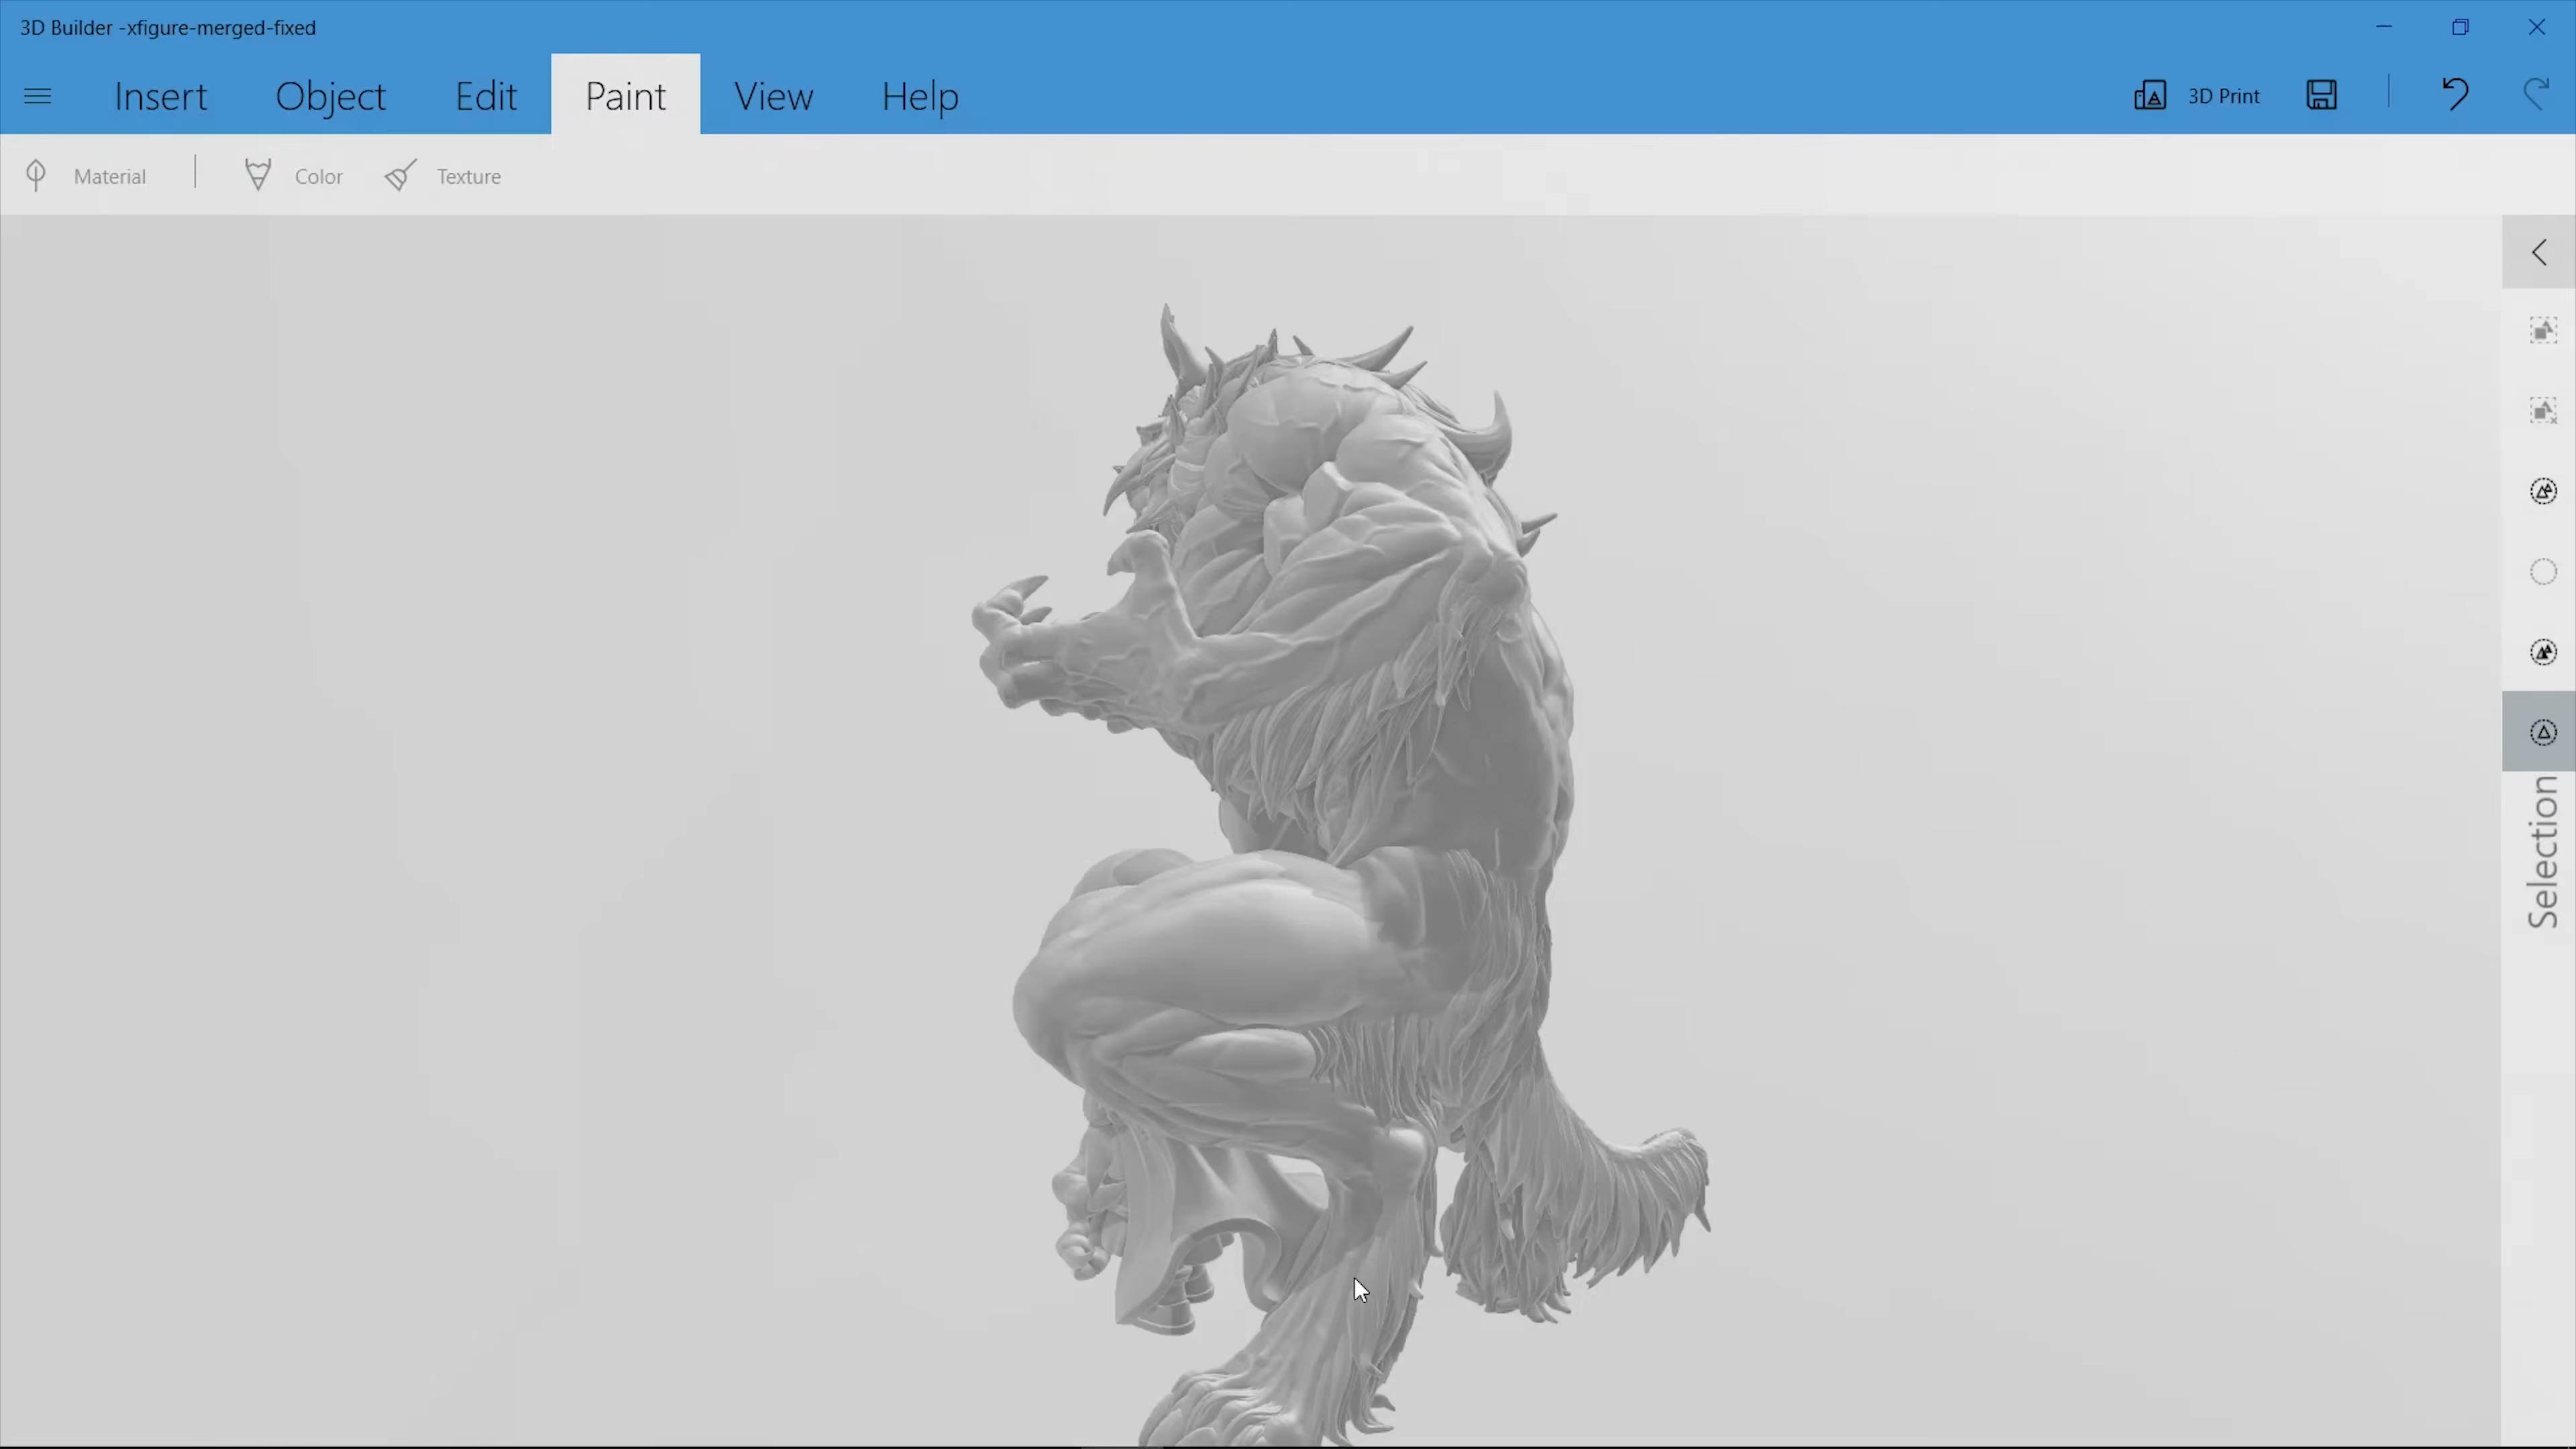 3D Builder -xfigure-merged-fixed
Insert Object Edit Paint View Help 3D Print
Material Color Texture
Selection